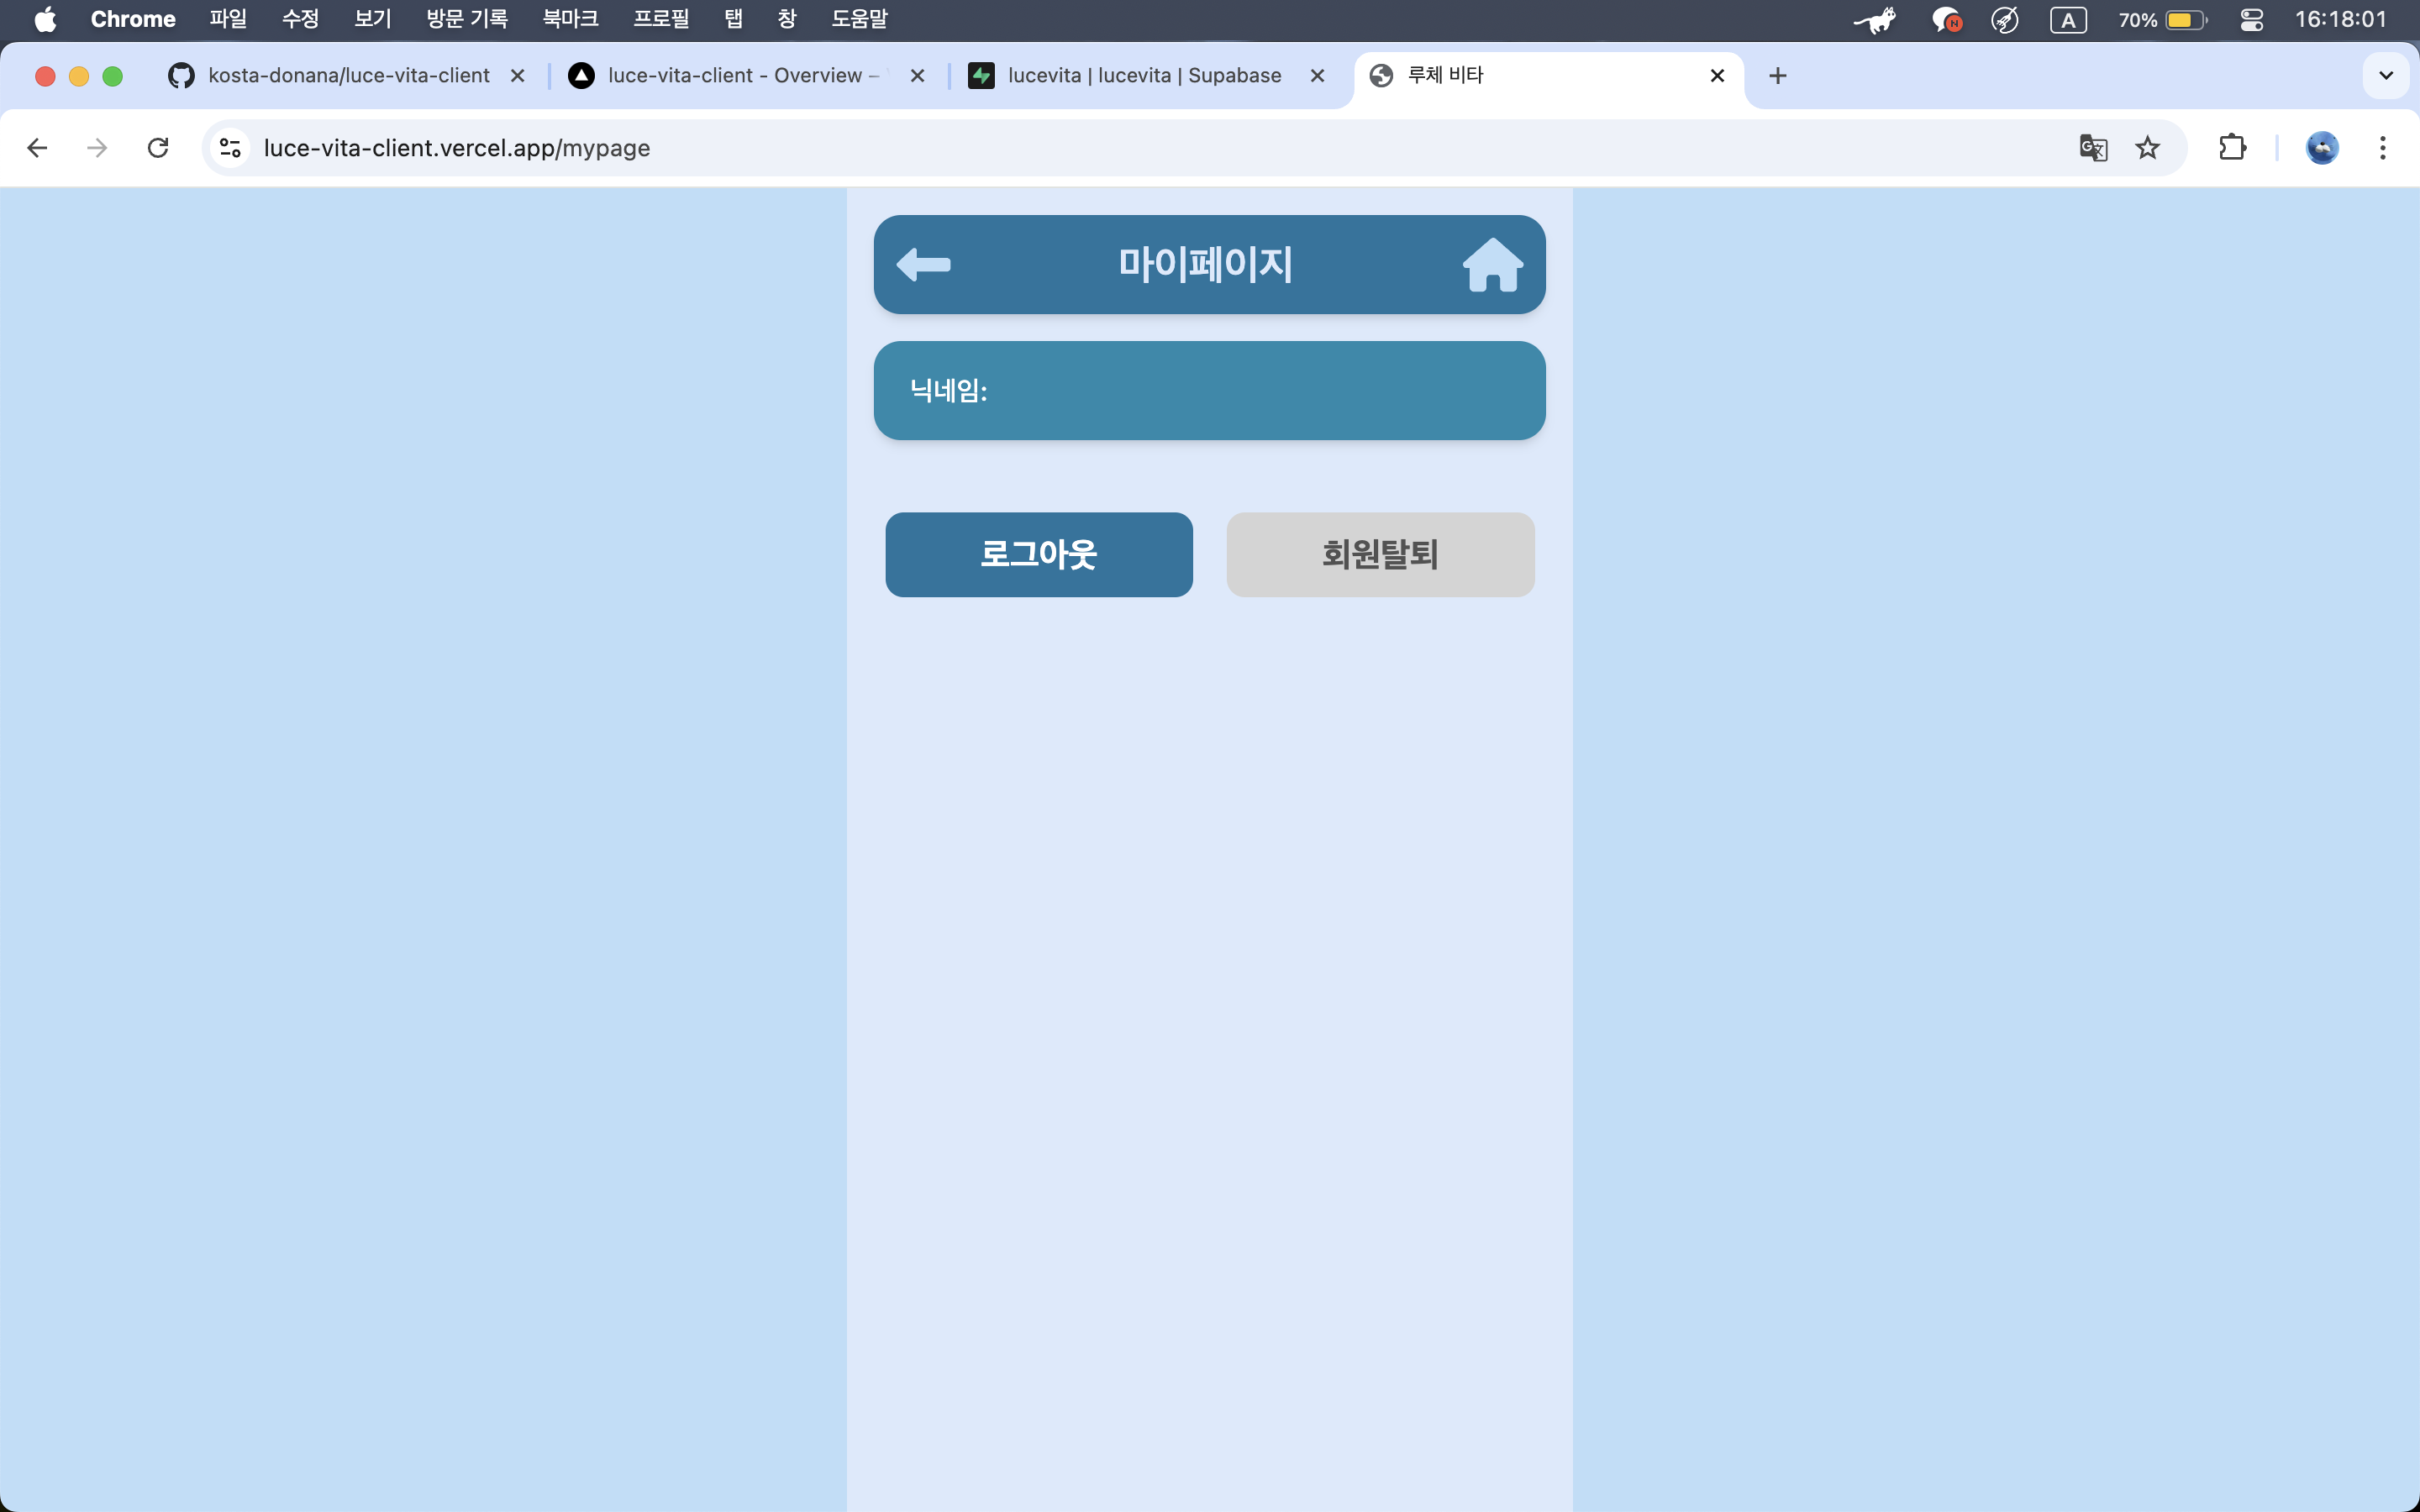 Chrome 파일 수정 보기 방문 기록 북마크 프로필 탭 창 도움말 N A 70% 16:18:01
kosta-donana/luce-vita-client luce-vita-client - Overview – lucevita | lucevita | Supabase 루체 비타
luce-vita-client.vercel.app/mypage
마이페이지
닉네임:
로그아웃 회원탈퇴